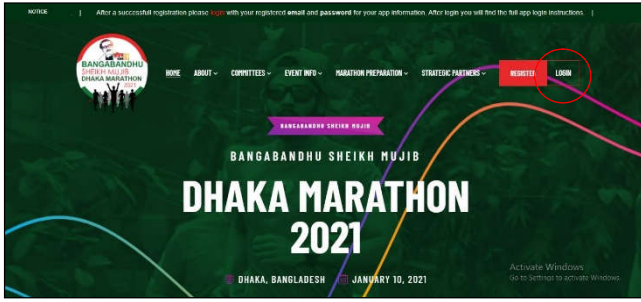 NOTICE | After a successfull registration please login with your registered email and password for your app information. After login you will find the full app login instructions. |
BANGABANDHU
SHEIKH MUJIB
DHAKA MARATHON
2021
HOME ABOUT COMMITTEES EVENT INFO MARATHON PREPARATION STRATEGIC PARTNERS REGISTER LOGIN
BANGABANDHU SHEIKH MUJIB
BANGABANDHU SHEIKH MUJIB
DHAKA MARATHON
2021
DHAKA, BANGLADESH JANUARY 10, 2021
Activate Windows
Go to Settings to activate Windows.